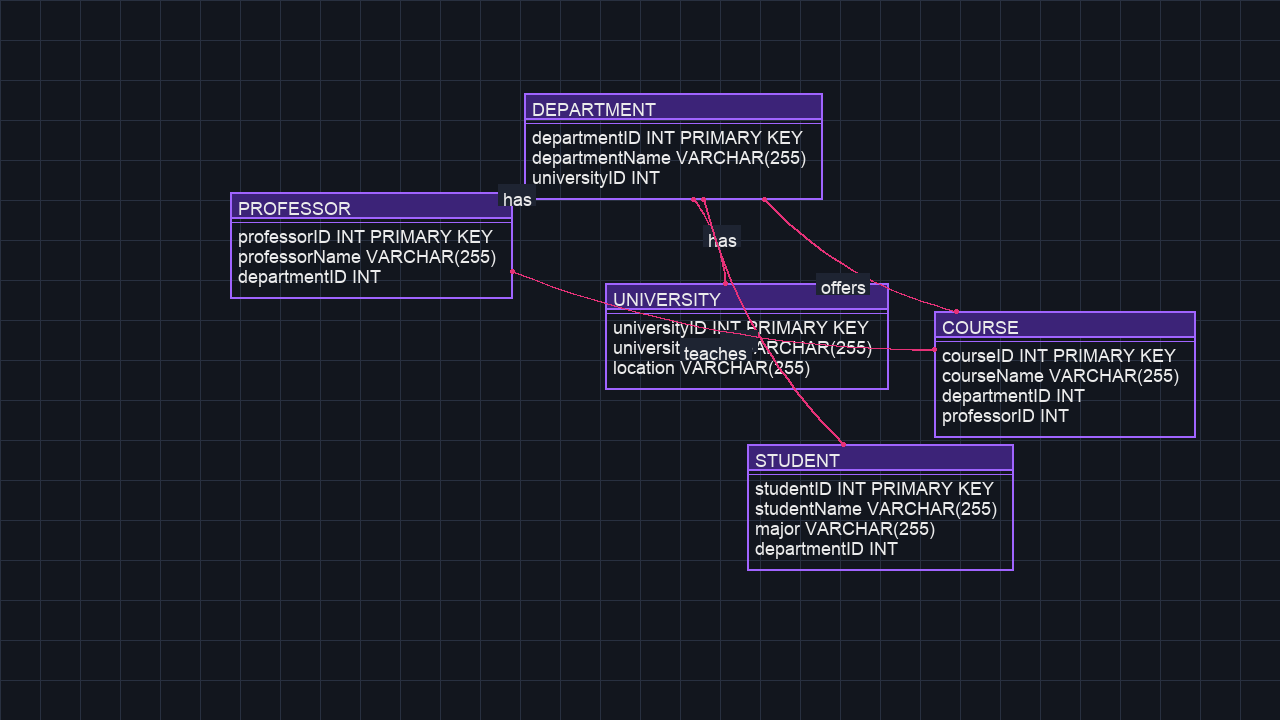 DEPARTMENT
departmentID INT PRIMARY KEY
departmentName VARCHAR(255)
universityID INT
has
PROFESSOR
professorID INT PRIMARY KEY
professorName VARCHAR(255)
departmentID INT
has
offers
UNIVERSITY
universityID INT PRIMARY KEY
VARCHAR(255)
location VARCHAR(255)
teaches
COURSE
courseID INT PRIMARY KEY
courseName VARCHAR(255)
departmentID INT
professorID INT
STUDENT
studentID INT PRIMARY KEY
studentName VARCHAR(255)
major VARCHAR(255)
departmentID INT